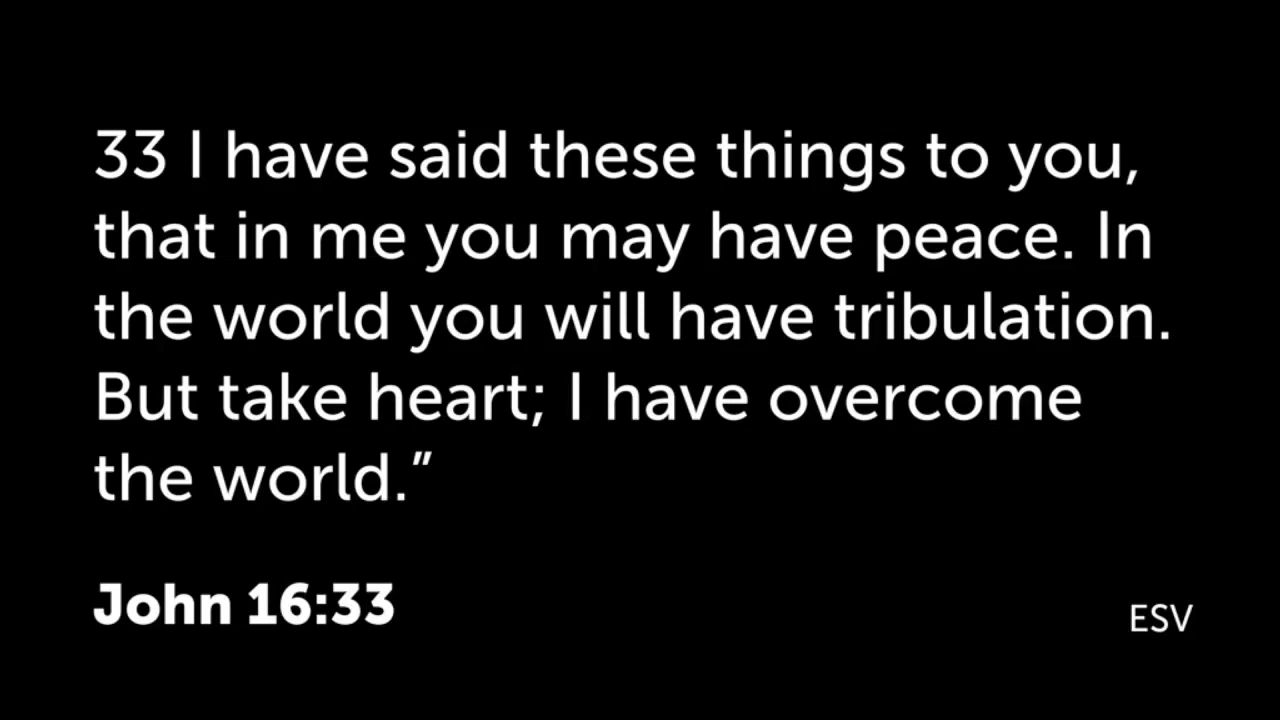 33 I have said these things to you,
that in me you may have peace. In
the world you will have tribulation.
But take heart; I have overcome
the world.”
John 16:33
ESV